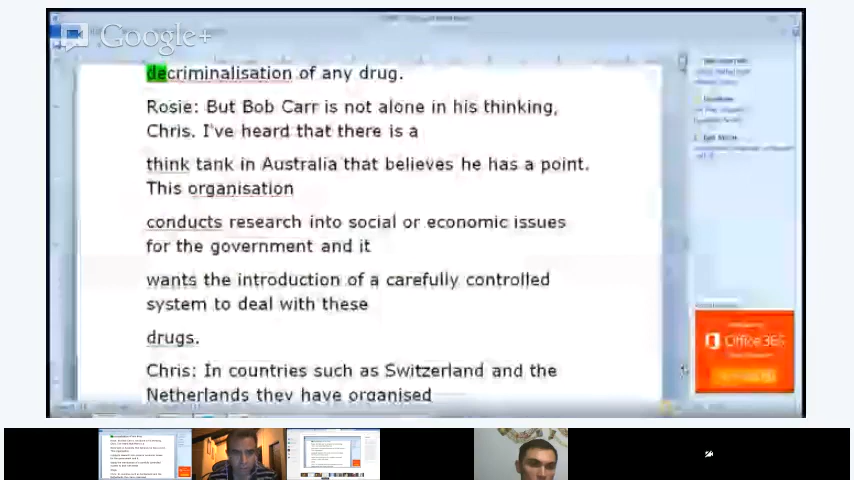 Google+
decriminalisation of any drug.
Rosie: But Bob Carr is not alone in his thinking,
Chris. I've heard that there is a
think tank in Australia that believes he has a point.
This organisation
conducts research into social or economic issues
for the government and it
wants the introduction of a carefully controlled
system to deal with these
drugs.
Chris: In countries such as Switzerland and the
Netherlands they have organised
Office 365